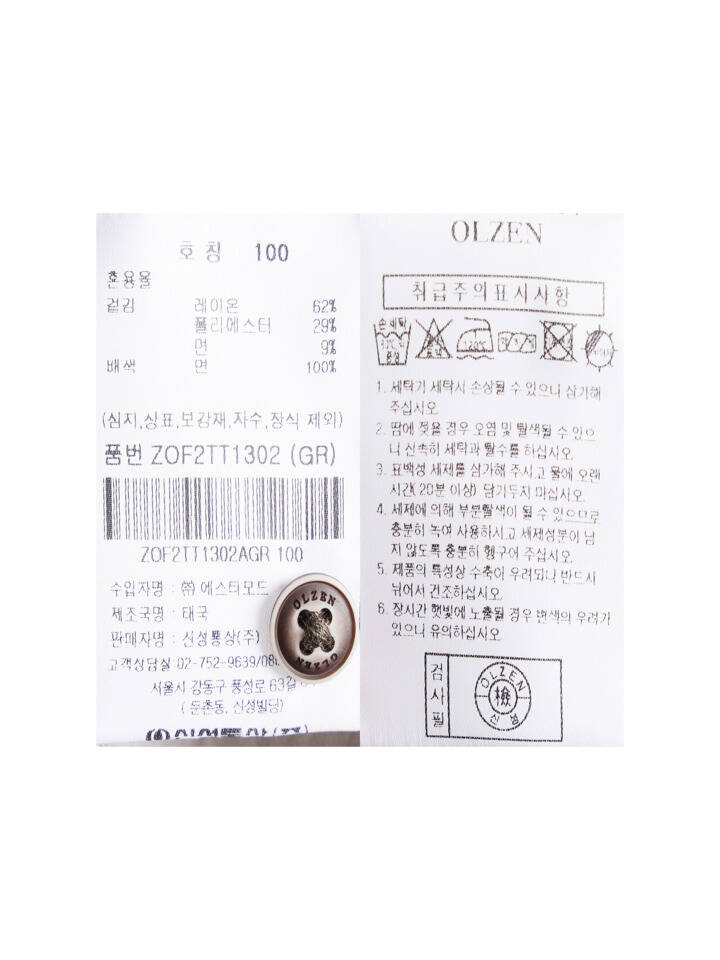 호 칭 100
혼용율
겉감 레이온 62%
폴리에스터 29%
면 9%
배색 면 100%
(심지,상표,보강재,자수,장식 제외)
품번 ZOF2TT1302 (GR)
ZOF2TT1302AGR 100
수입자명 : ㈜ 에스타모드
제조국명 : 태국
판매자명 : 신성통상(주)
고객상담실 02-752-9639/08
서울시 강동구 풍성로 63길
( 둔촌동, 신성빌딩)
OLZEN
OLZEN
OLZEN
취급주의표시사항
손세탁
중성
120℃
1. 세탁기 세탁시 손상될 수 있으니 삼가해
주십시오.
2. 땀에 젖을 경우 오염 및 탈색될 수 있으
니 신속히 세탁과 탈수를 하십시오.
3. 표백성 세제를 삼가해 주시고 물에 오랜
시간(20분 이상) 담가두지 마십시오.
4. 세제에 의해 부분탈색이 될 수 있으므로
충분히 녹여 사용하시고 세제성분이 남
지 않도록 충분히 헹구어 주십시오.
5. 제품의 특성상 수축이 우려되니 반드시
뉘어서 건조하십시오.
6. 장시간 햇빛에 노출될 경우 변색의 우려가
있으니 유의하십시오.
검사필
OLZEN
檢
신성